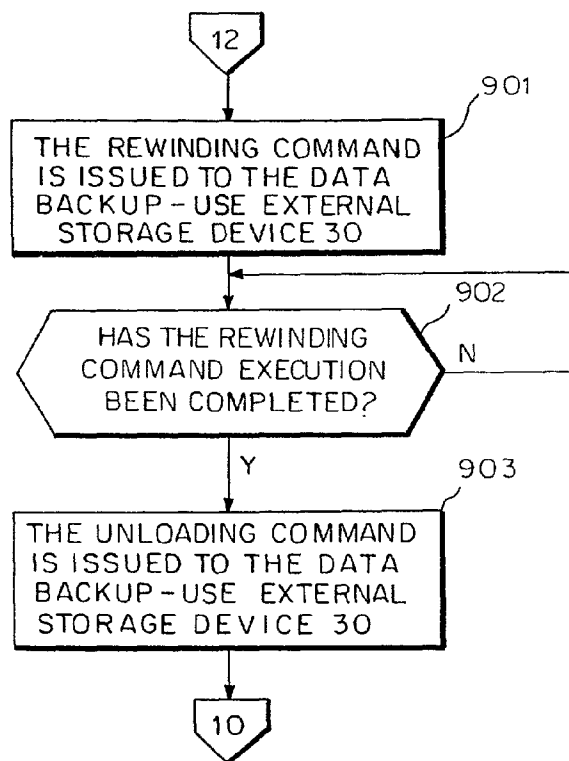 12
901
THE REWINDING COMMAND
IS ISSUED TO THE DATA
BACKUP-USE EXTERNAL
STORAGE DEVICE 30
902
HAS THE REWINDING
COMMAND EXECUTION
BEEN COMPLETED?
N
Y
903
THE UNLOADING COMMAND
IS ISSUED TO THE DATA
BACKUP-USE EXTERNAL
STORAGE DEVICE 30
10